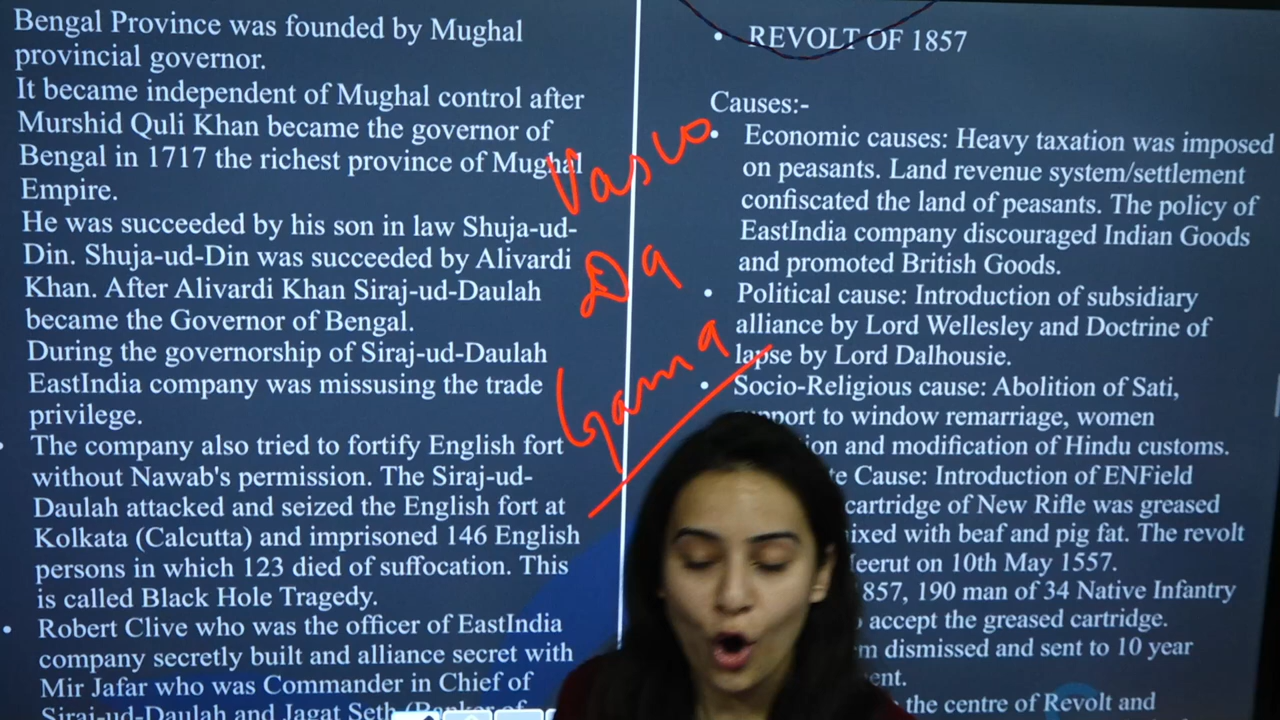 Bengal Province was founded by Mughal
provincial governor.
It became independent of Mughal control after
Murshid Quli Khan became the governor of
Bengal in 1717 the richest province of Mughal
Empire.
He was succeeded by his son in law Shuja-ud-
Din. Shuja-ud-Din was succeeded by Alivardi
Khan. After Alivardi Khan Siraj-ud-Daulah
became the Governor of Bengal.
During the governorship of Siraj-ud-Daulah
EastIndia company was missusing the trade
privilege.
The company also tried to fortify English fort
without Nawab's permission. The Siraj-ud-
Daulah attacked and seized the English fort at
Kolkata (Calcutta) and imprisoned 146 English
persons in which 123 died of suffocation. This
is called Black Hole Tragedy.
• Robert Clive who was the officer of EastIndia
company secretly built and alliance secret with
Mir Jafar who was Commander in Chief of
Siraj-ud-Daulah and Jagat Seth (Banker of
Vasco
Da
Gama
• REVOLT OF 1857
Causes:-
• Economic causes: Heavy taxation was imposed
on peasants. Land revenue system/settlement
confiscated the land of peasants. The policy of
EastIndia company discouraged Indian Goods
and promoted British Goods.
• Political cause: Introduction of subsidiary
alliance by Lord Wellesley and Doctrine of
lapse by Lord Dalhousie.
• Socio-Religious cause: Abolition of Sati,
to window remarriage, women
and modification of Hindu customs.
Cause: Introduction of ENField
cartridge of New Rifle was greased
with beaf and pig fat. The revolt
on 10th May 1557.
190 man of 34 Native Infantry
accept the greased cartridge.
dismissed and sent to 10 year
the centre of Revolt and